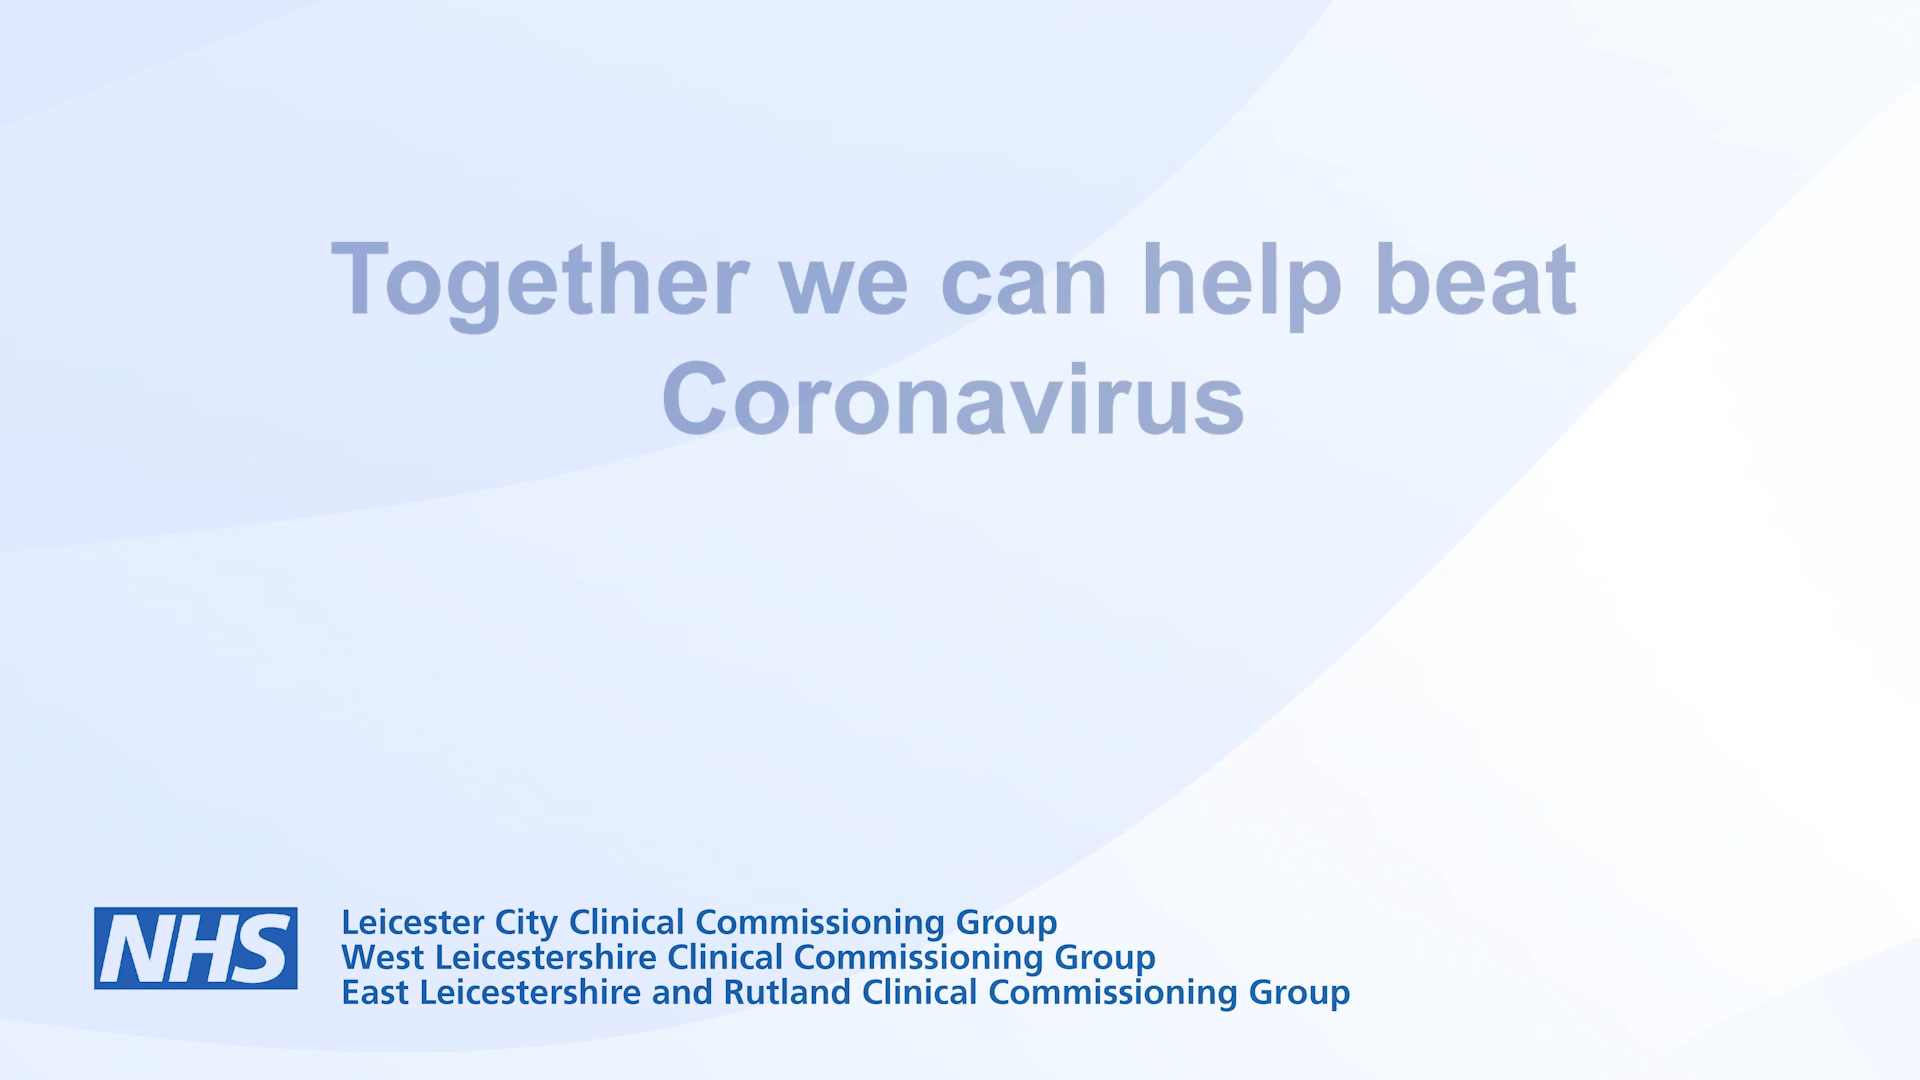 Together we can help beat
Coronavirus
NHS
Leicester City Clinical Commissioning Group
West Leicestershire Clinical Commissioning Group
East Leicestershire and Rutland Clinical Commissioning Group